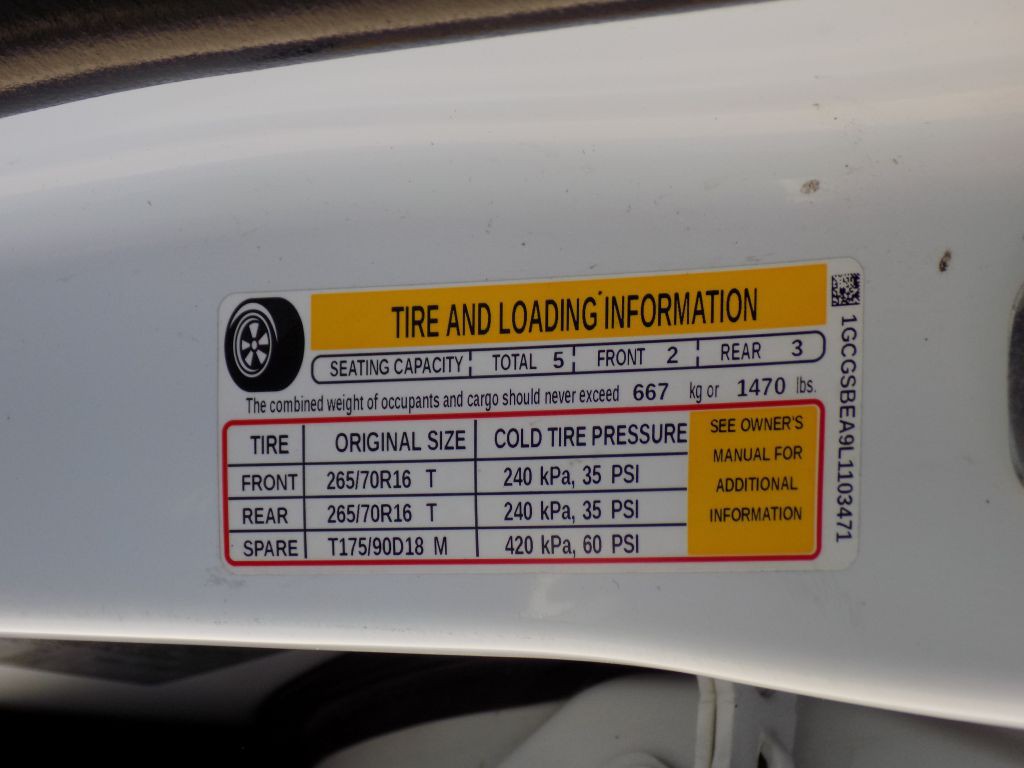 TIRE AND LOADING INFORMATION
SEATING CAPACITY TOTAL 5 FRONT 2 REAR 3
The combined weight of occupants and cargo should never exceed 667 kg or 1470 lbs.
TIRE ORIGINAL SIZE COLD TIRE PRESSURE
FRONT 265/70R16 T 240 kPa, 35 PSI
REAR 265/70R16 T 240 kPa, 35 PSI
SPARE T175/90D18 M 420 kPa, 60 PSI
SEE OWNER'S
MANUAL FOR
ADDITIONAL
INFORMATION
1GCGSBEA9L1103471